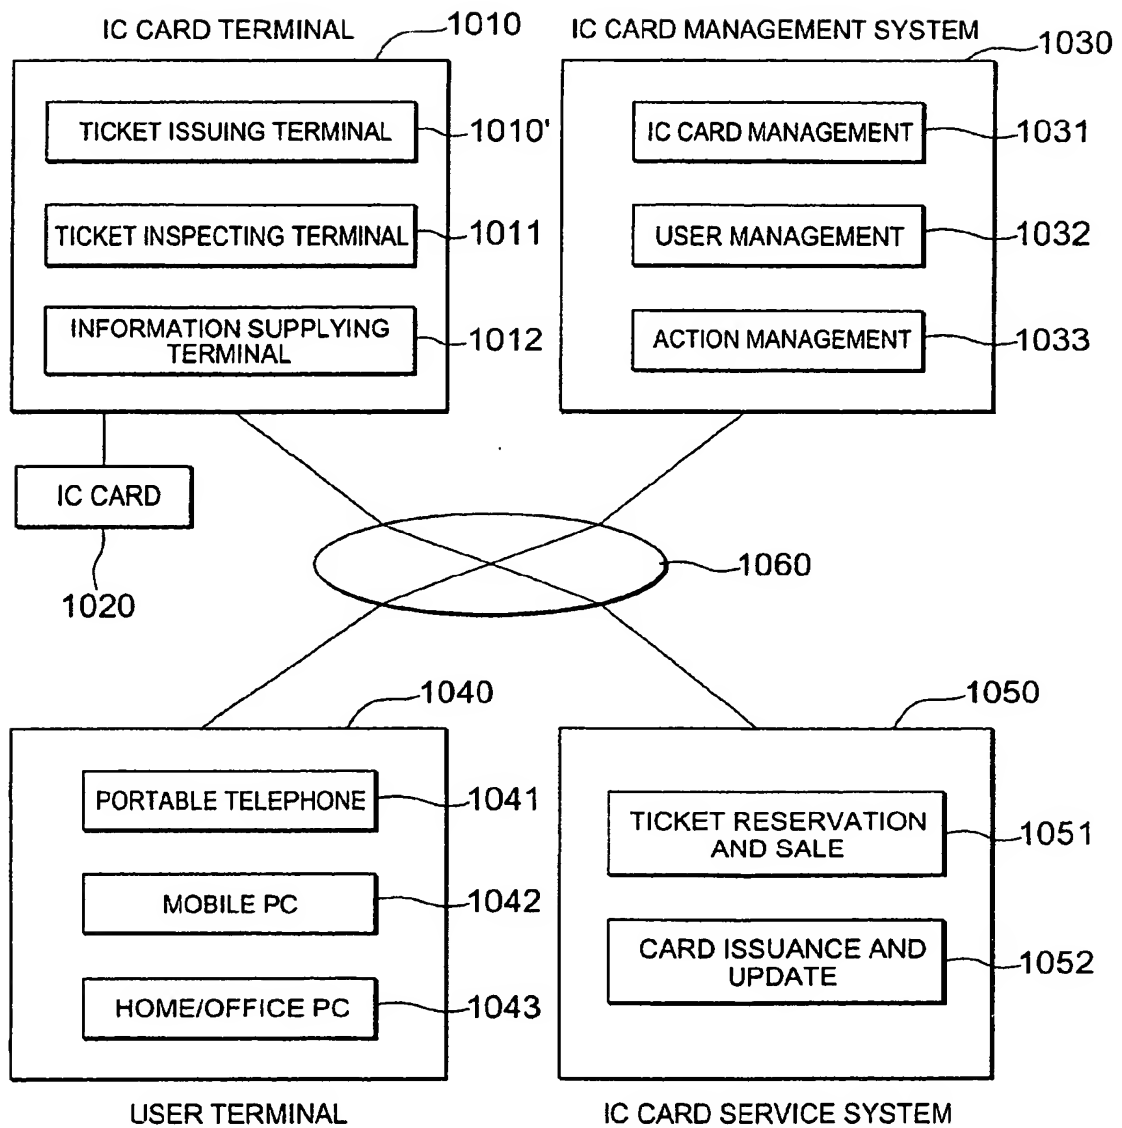 IC CARD TERMINAL
1010
TICKET ISSUING TERMINAL
1010'
TICKET INSPECTING TERMINAL
1011
INFORMATION SUPPLYING
TERMINAL
1012
IC CARD
1020
IC CARD MANAGEMENT SYSTEM
1030
IC CARD MANAGEMENT
1031
USER MANAGEMENT
1032
ACTION MANAGEMENT
1033
1060
1040
PORTABLE TELEPHONE
1041
MOBILE PC
1042
HOME/OFFICE PC
1043
USER TERMINAL
1050
TICKET RESERVATION
AND SALE
1051
CARD ISSUANCE AND
UPDATE
1052
IC CARD SERVICE SYSTEM